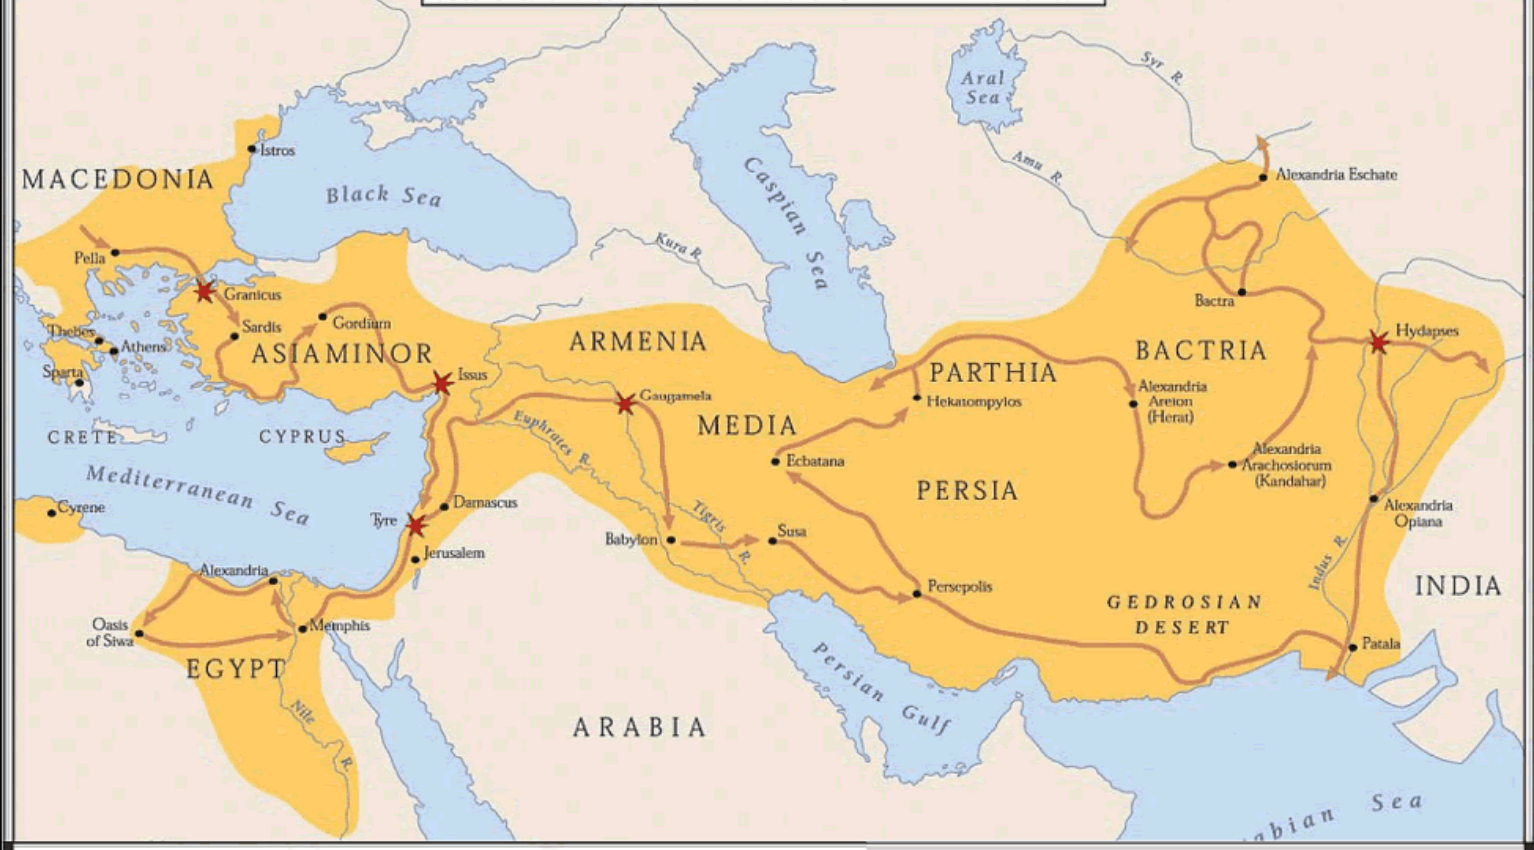 Aral
Sea
Syr R.
Istros
Amu R.
Alexandria Eschate
MACEDONIA
Black Sea
Caspian Sea
Kura R.
Pella
Granicus
Bactra
Hydapses
Sardis
Gordium
Thebes
Athens
ASIAMINOR
ARMENIA
BACTRIA
Sparta
Issus
PARTHIA
Alexandria
Areion
(Herat)
Gaugamela
Hekatompylos
MEDIA
CRETE
CYPRUS
Euphrates R.
Ecbatana
Alexandria
Arachosiorum
(Kandahar)
Mediterranean Sea
PERSIA
Cyrene
Damascus
Tyre
Tigris R.
Alexandria
Opiana
Babylon
Susa
Jerusalem
Alexandria
Indus R.
Persepolis
INDIA
Oasis
of Siwa
Memphis
GEDROSIAN
DESERT
Patala
EGYPT
Persian Gulf
Nile R.
ARABIA
abian Sea